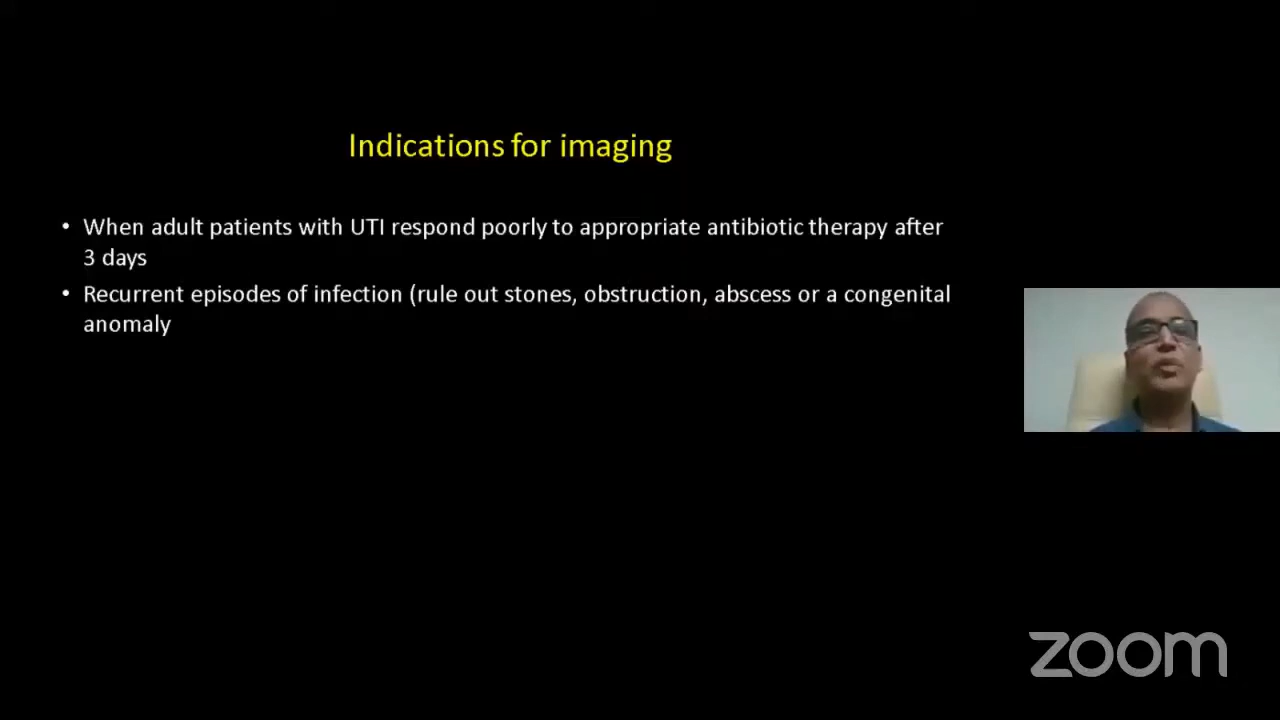 Indications for imaging
• When adult patients with UTI respond poorly to appropriate antibiotic therapy after
3 days
• Recurrent episodes of infection (rule out stones, obstruction, abscess or a congenital
anomaly
zoom